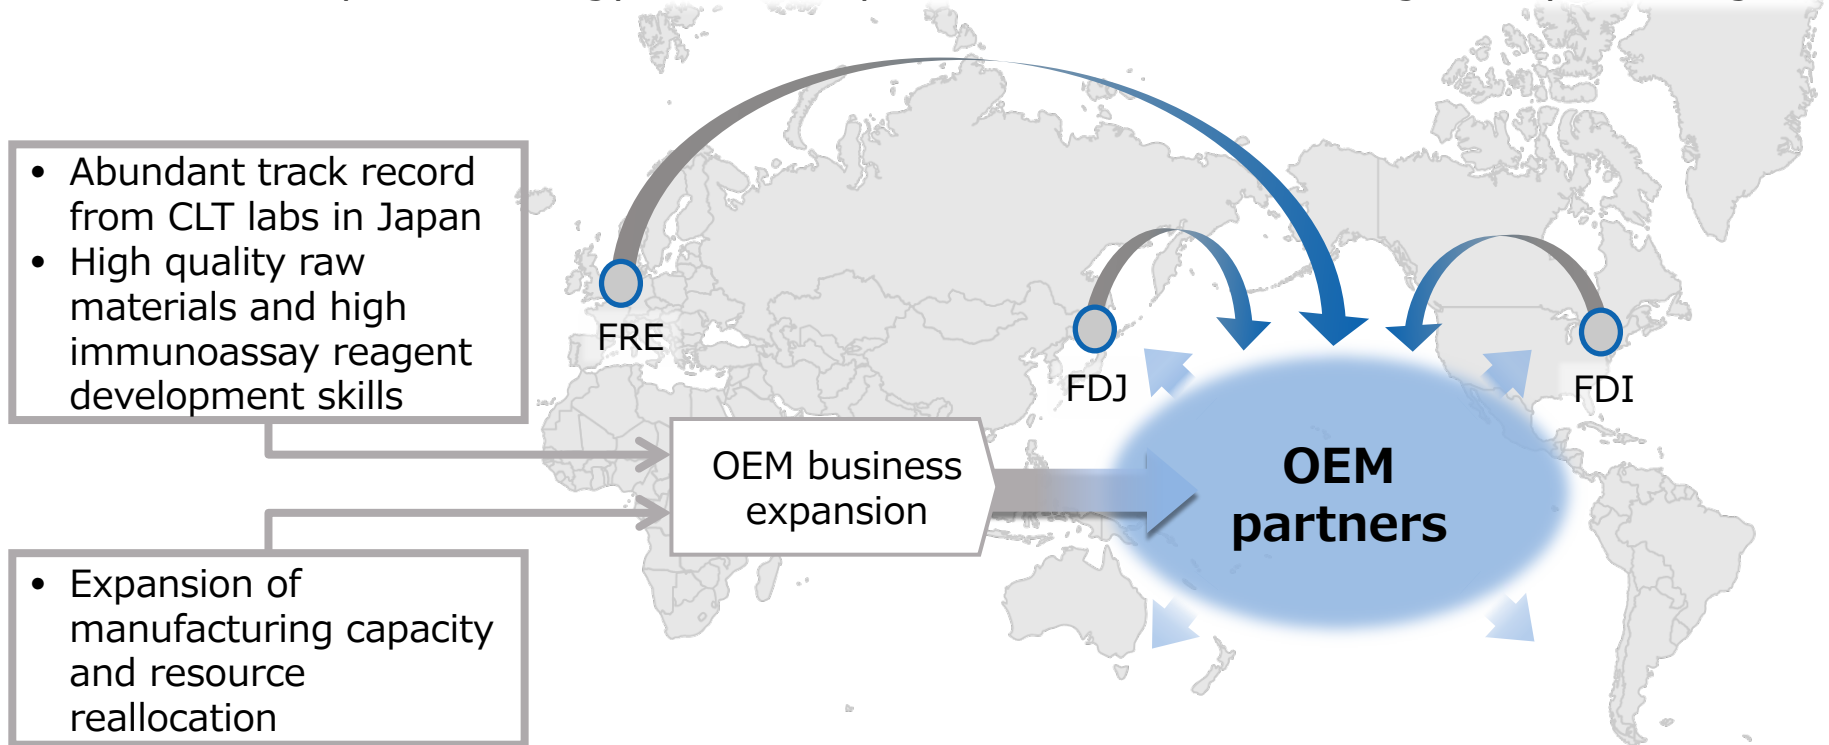 • Abundant track record
from CLT labs in Japan
• High quality raw
materials and high
immunoassay reagent
development skills
• Expansion of
manufacturing capacity
and resource
reallocation
OEM business
expansion
FRE
FDJ
FDI
OEM
partners